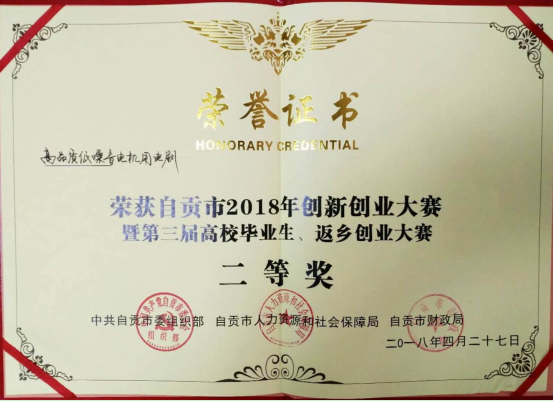 荣誉证书
HONORARY CREDENTIAL
高品质低噪音电机用电刷
荣获自贡市2018年创新创业大赛
暨第三届高校毕业生、返乡创业大赛
二等奖
中共自贡市委组织部 自贡市人力资源和社会保障局 自贡市财政局
二〇一八年四月二十七日
组织部